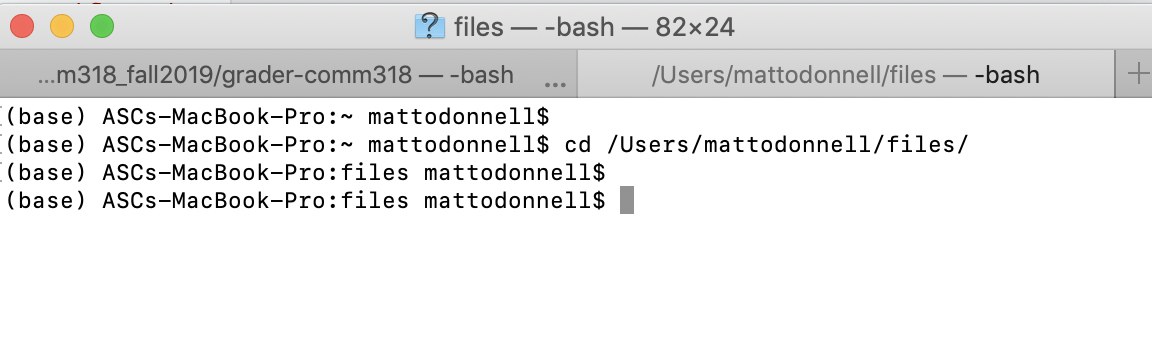 files — -bash — 82×24
...m318_fall2019/grader-comm318 — -bash ...
/Users/mattodonnell/files — -bash
(base) ASCs-MacBook-Pro:~ mattodonnell$
(base) ASCs-MacBook-Pro:~ mattodonnell$ cd /Users/mattodonnell/files/
(base) ASCs-MacBook-Pro:files mattodonnell$
(base) ASCs-MacBook-Pro:files mattodonnell$